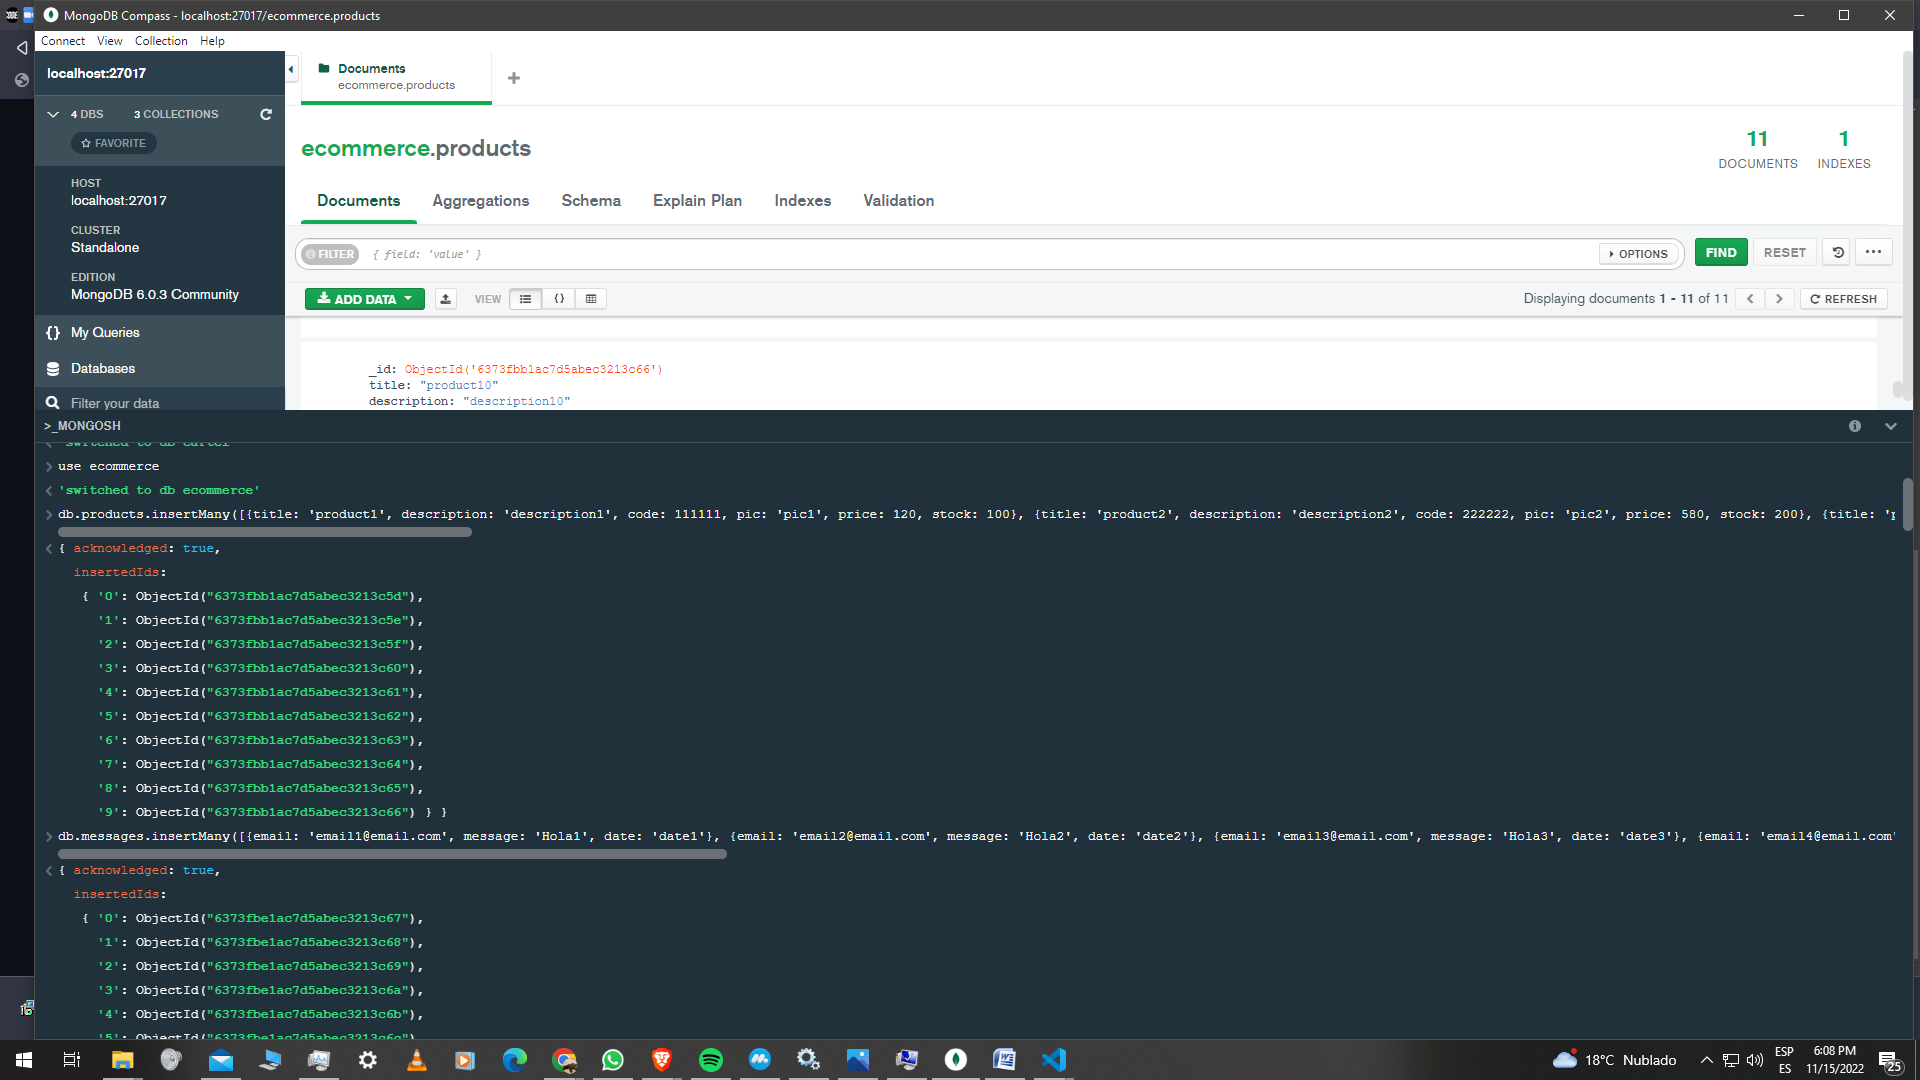 MongoDB Compass - localhost:27017/ecommerce.products
Connect View Collection Help
localhost:27017
4 DBS 3 COLLECTIONS
FAVORITE
HOST
localhost:27017
CLUSTER
Standalone
EDITION
MongoDB 6.0.3 Community
My Queries
Databases
Filter your data
Documents
ecommerce.products
ecommerce.products
11
DOCUMENTS
1
INDEXES
Documents Aggregations Schema Explain Plan Indexes Validation
FILTER { field: 'value' } OPTIONS FIND RESET
ADD DATA VIEW {} Displaying documents 1 - 11 of 11 REFRESH
_id: ObjectId('6373fbb1ac7d5abec3213c66')
title: "product10"
description: "description10"
>_MONGOSH
'switched to db cartel'
use ecommerce
'switched to db ecommerce'
db.products.insertMany([{title: 'product1', description: 'description1', code: 111111, pic: 'pic1', price: 120, stock: 100}, {title: 'product2', description: 'description2', code: 222222, pic: 'pic2', price: 580, stock: 200}, {title: 'p
{ acknowledged: true,
insertedIds:
{ '0': ObjectId("6373fbb1ac7d5abec3213c5d"),
'1': ObjectId("6373fbb1ac7d5abec3213c5e"),
'2': ObjectId("6373fbb1ac7d5abec3213c5f"),
'3': ObjectId("6373fbb1ac7d5abec3213c60"),
'4': ObjectId("6373fbb1ac7d5abec3213c61"),
'5': ObjectId("6373fbb1ac7d5abec3213c62"),
'6': ObjectId("6373fbb1ac7d5abec3213c63"),
'7': ObjectId("6373fbb1ac7d5abec3213c64"),
'8': ObjectId("6373fbb1ac7d5abec3213c65"),
'9': ObjectId("6373fbb1ac7d5abec3213c66") } }
db.messages.insertMany([{email: 'email1@email.com', message: 'Hola1', date: 'date1'}, {email: 'email2@email.com', message: 'Hola2', date: 'date2'}, {email: 'email3@email.com', message: 'Hola3', date: 'date3'}, {email: 'email4@email.com'
{ acknowledged: true,
insertedIds:
{ '0': ObjectId("6373fbe1ac7d5abec3213c67"),
'1': ObjectId("6373fbe1ac7d5abec3213c68"),
'2': ObjectId("6373fbe1ac7d5abec3213c69"),
'3': ObjectId("6373fbe1ac7d5abec3213c6a"),
'4': ObjectId("6373fbe1ac7d5abec3213c6b"),
'5': ObjectId("6373fbe1ac7d5abec3213c6c"),
18°C Nublado
ESP
ES
6:08 PM
11/15/2022
25